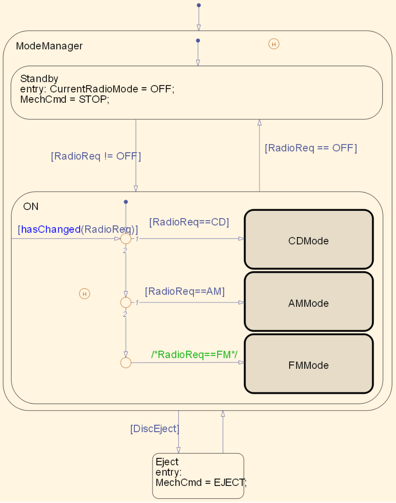 ModeManager
H
Standby
entry: CurrentRadioMode = OFF;
MechCmd = STOP;
[RadioReq != OFF]
[RadioReq == OFF]
ON
[hasChanged(RadioReq)]
[RadioReq==CD]
1
2
CDMode
H
[RadioReq==AM]
1
2
AMMode
/*RadioReq==FM*/
FMMode
[DiscEject]
Eject
entry:
MechCmd = EJECT;